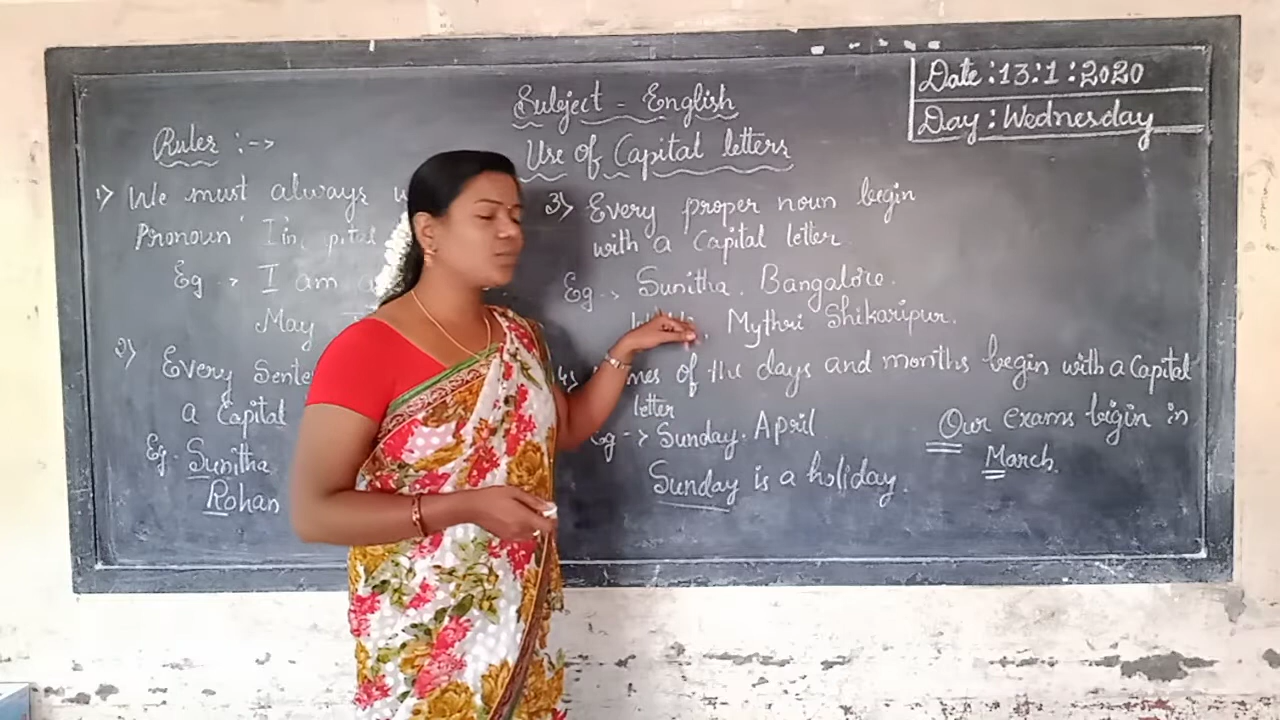 Date : 13 : 1 : 2020
Day : Wednesday
Subject = English
Use of Capital letters
Rules :->
1) We must always
Pronoun 'I' in pital
Eg -> I am
May
2) Every Sente
a Capital
Eg. Sunitha
Rohan
3) Every proper noun begin
with a Capital letter
Eg -> Sunitha. Bangalore.
Mythri Shikaripur.
4) mes of the days and months begin with a Capital
letter
Eg -> Sunday. April
Sunday is a holiday.
Our exams begin in
March.